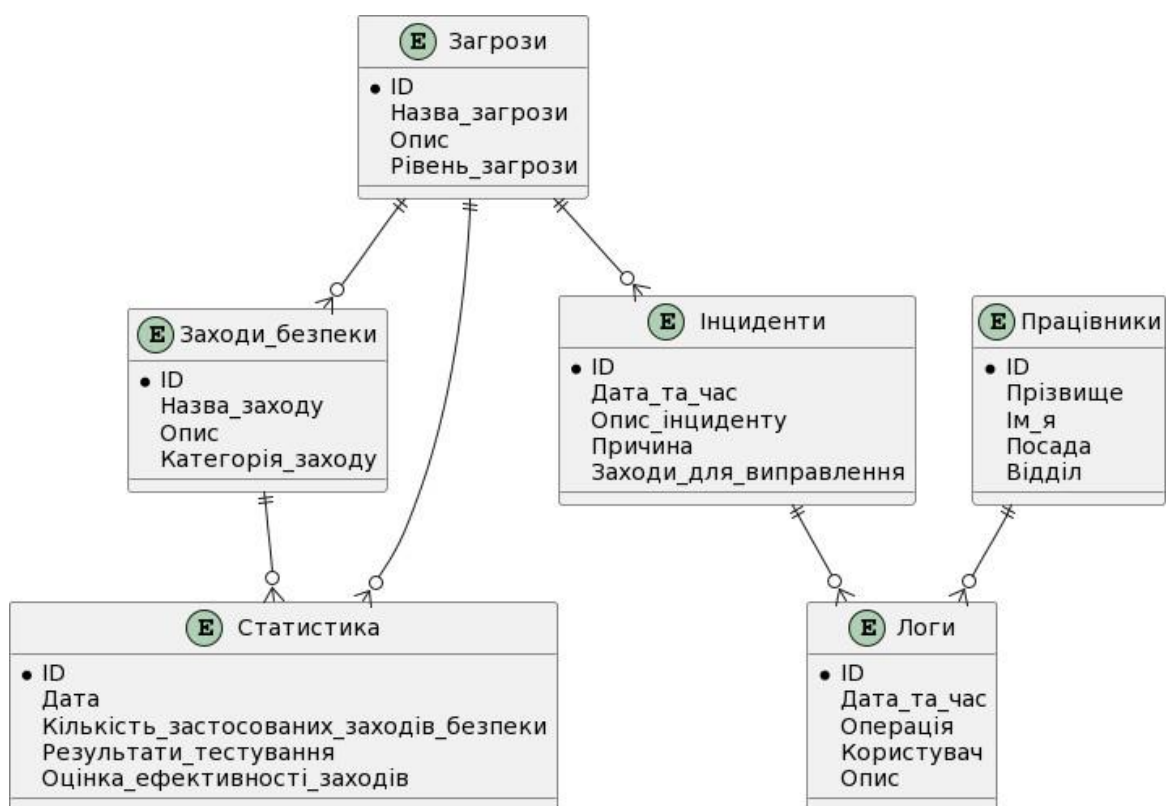 E Загрози
ID
Назва_загрози
Опис
Рівень_загрози
E Заходи_безпеки
ID
Назва_заходу
Опис
Категорія_заходу
E Інциденти
ID
Дата_та_час
Опис_інциденту
Причина
Заходи_для_виправлення
E Працівники
ID
Прізвище
Ім_я
Посада
Відділ
E Статистика
ID
Дата
Кількість_застосованих_заходів_безпеки
Результати_тестування
Оцінка_ефективності_заходів
E Логи
ID
Дата_та_час
Операція
Користувач
Опис